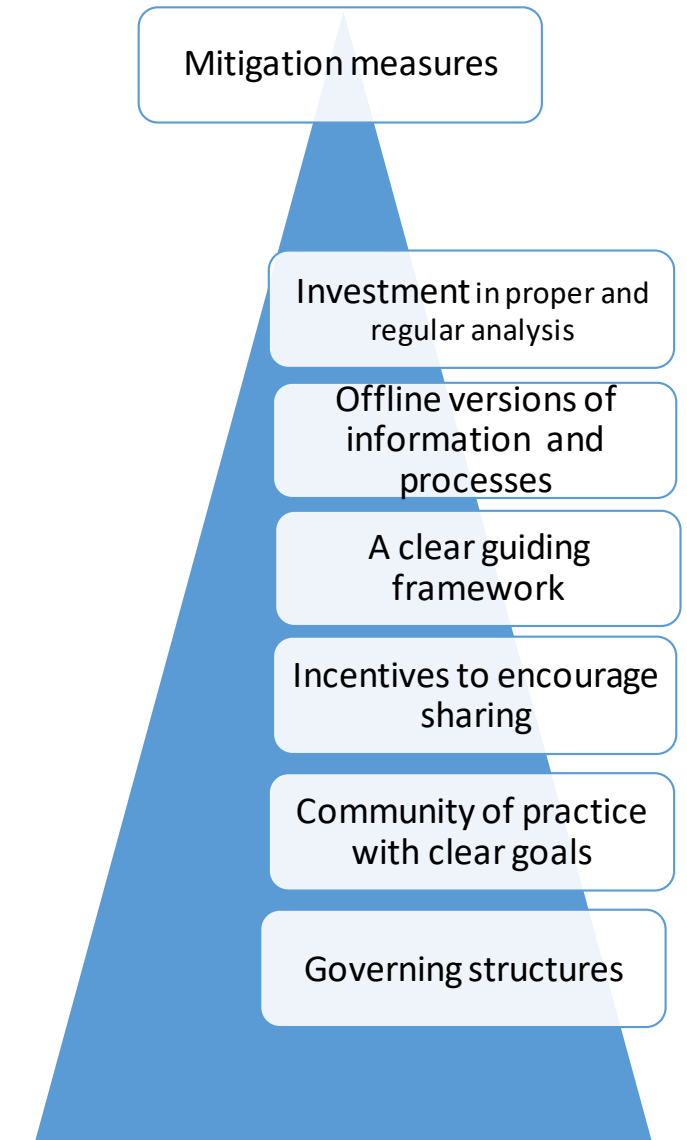 Mitigation measures
Investment in proper and
regular analysis
Offline versions of
information and
processes
A clear guiding
framework
Incentives to encourage
sharing
Community of practice
with clear goals
Governing structures